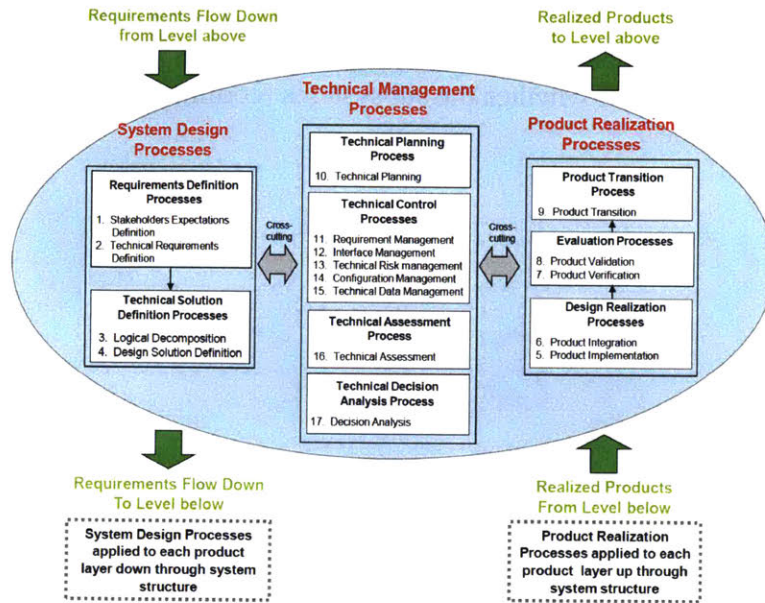 Requirements Flow Down
from Level above
Realized Products
to Level above
Technical Management
Processes
System Design
Processes
Product Realization
Processes
Requirements Definition
Processes
1. Stakeholders Expectations
Definition
2. Technical Requirements
Definition
Technical Solution
Definition Processes
3. Logical Decomposition
4. Design Solution Definition
Cross-
cutting
Technical Planning
Process
10. Technical Planning
Technical Control
Processes
11. Requirement Management
12. Interface Management
13. Technical Risk management
14. Configuration Management
15. Technical Data Management
Technical Assessment
Process
16. Technical Assessment
Technical Decision
Analysis Process
17. Decision Analysis
Cross-
cutting
Product Transition
Process
9. Product Transition
Evaluation Processes
8. Product Validation
7. Product Verification
Design Realization
Processes
6. Product Integration
5. Product Implementation
Requirements Flow Down
To Level below
Realized Products
From Level below
System Design Processes
applied to each product
layer down through system
structure
Product Realization
Processes applied to each
product layer up through
system structure